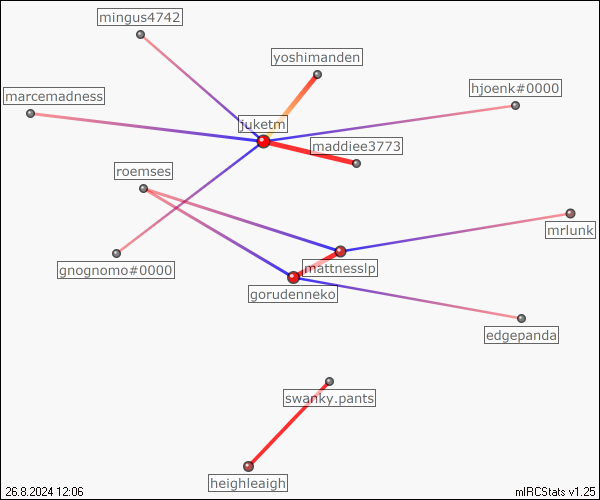 mingus4742
yoshimanden
hjoenk#0000
marcemadness
juketm
maddiee3773
roemses
mrlunk
gnognomo#0000
mattnesslp
gorudenneko
edgepanda
swanky.pants
heighleaigh
26.8.2024 12:06
mIRCStats v1.25